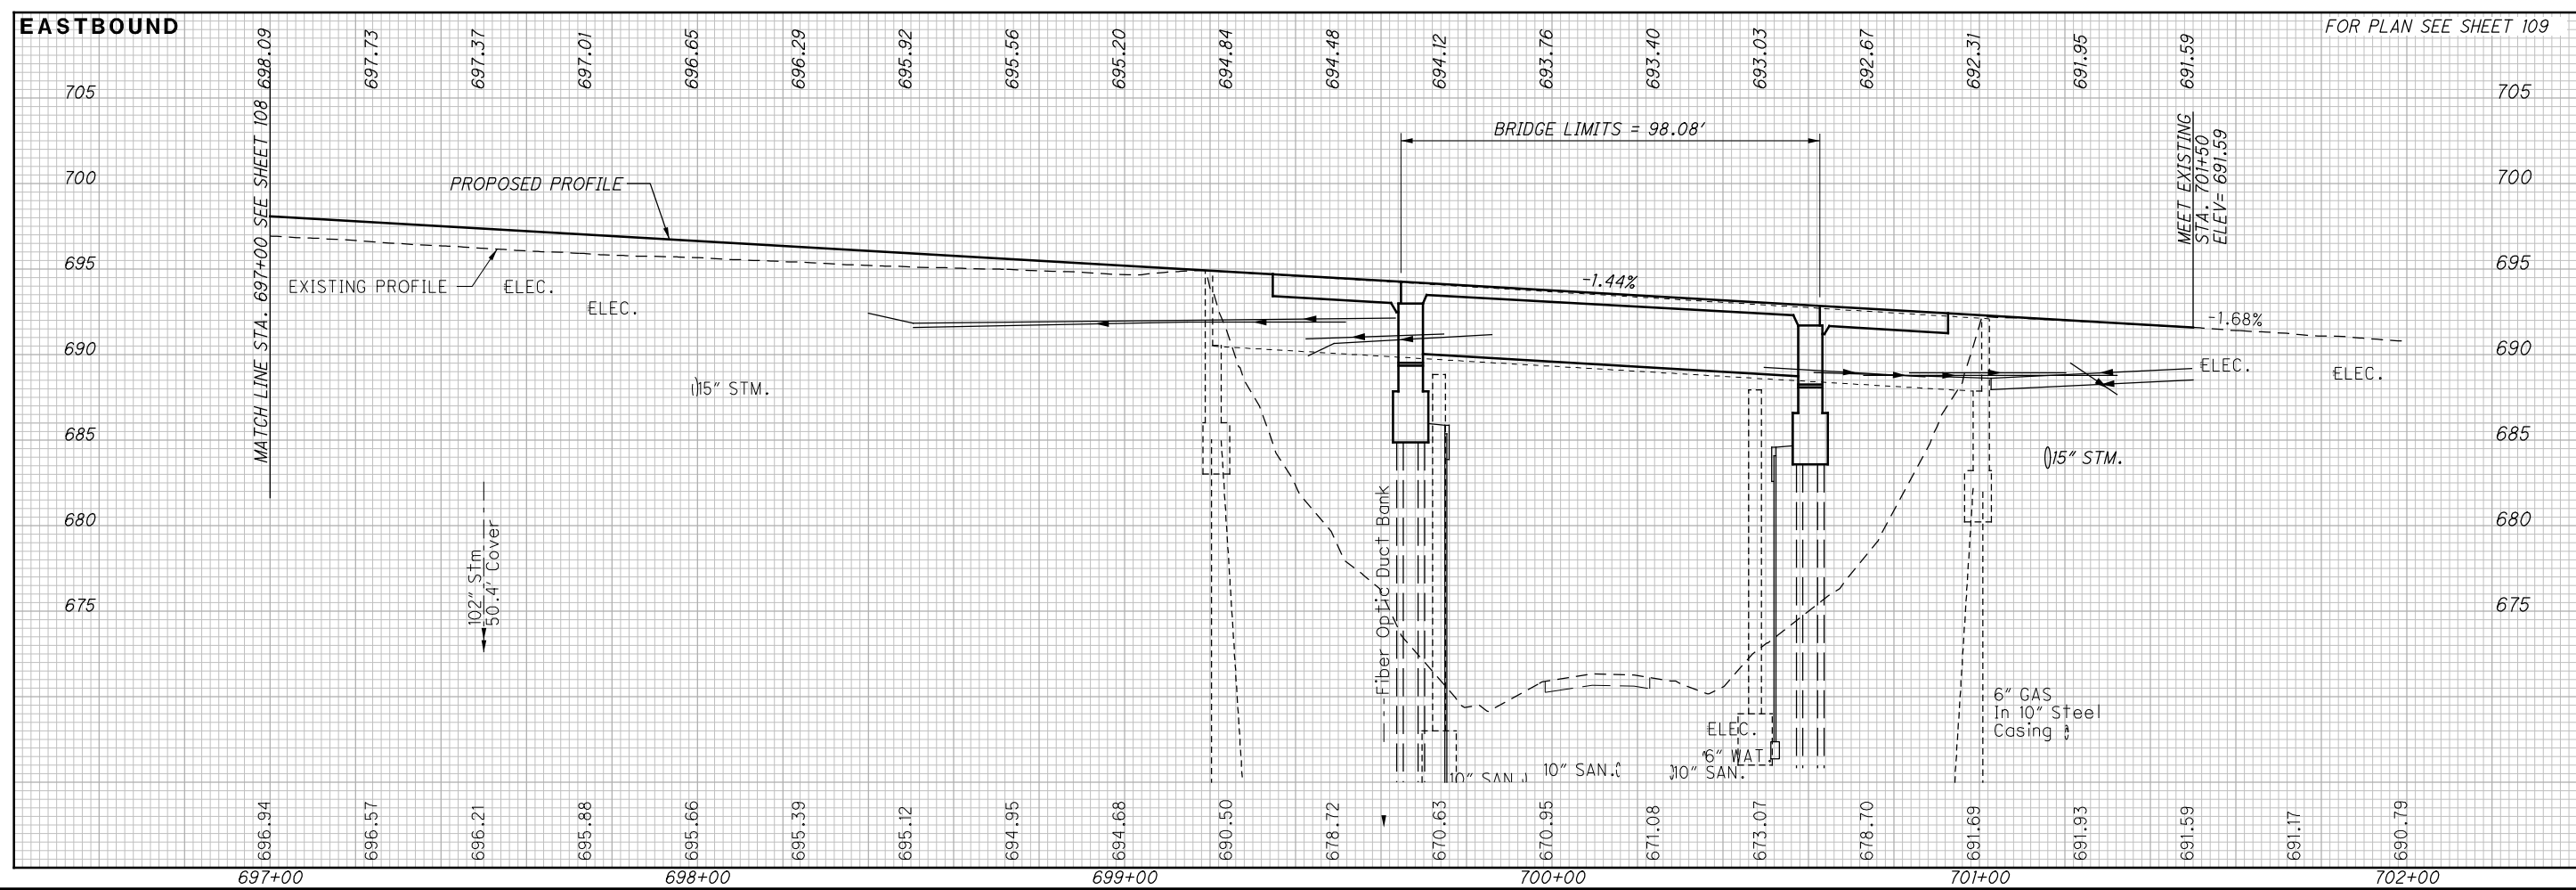 EASTBOUND
FOR PLAN SEE SHEET 109
698.09
697.73
697.37
697.01
696.65
696.29
695.92
695.56
695.20
694.84
694.48
694.12
693.76
693.40
693.03
692.67
692.31
691.95
691.59
705
705
BRIDGE LIMITS = 98.08'
MATCH LINE STA. 697+00 SEE SHEET 108
MEET EXISTING
STA. 701+50
ELEV= 691.59
700
PROPOSED PROFILE
700
695
695
EXISTING PROFILE
ELEC.
ELEC.
-1.44%
-1.68%
690
690
ELEC.
ELEC.
15" STM.
685
685
15" STM.
680
680
102" Stm
50.4' Cover
Fiber Optic Duct Bank
675
675
6" GAS
In 10" Steel
Casing
ELEC.
6" WAT.
10" SAN.
10" SAN.
10" SAN.
696.94
696.57
696.21
695.88
695.66
695.39
695.12
694.95
694.68
690.50
678.72
670.63
670.95
671.08
673.07
678.70
691.69
691.93
691.59
691.17
690.79
697+00
698+00
699+00
700+00
701+00
702+00